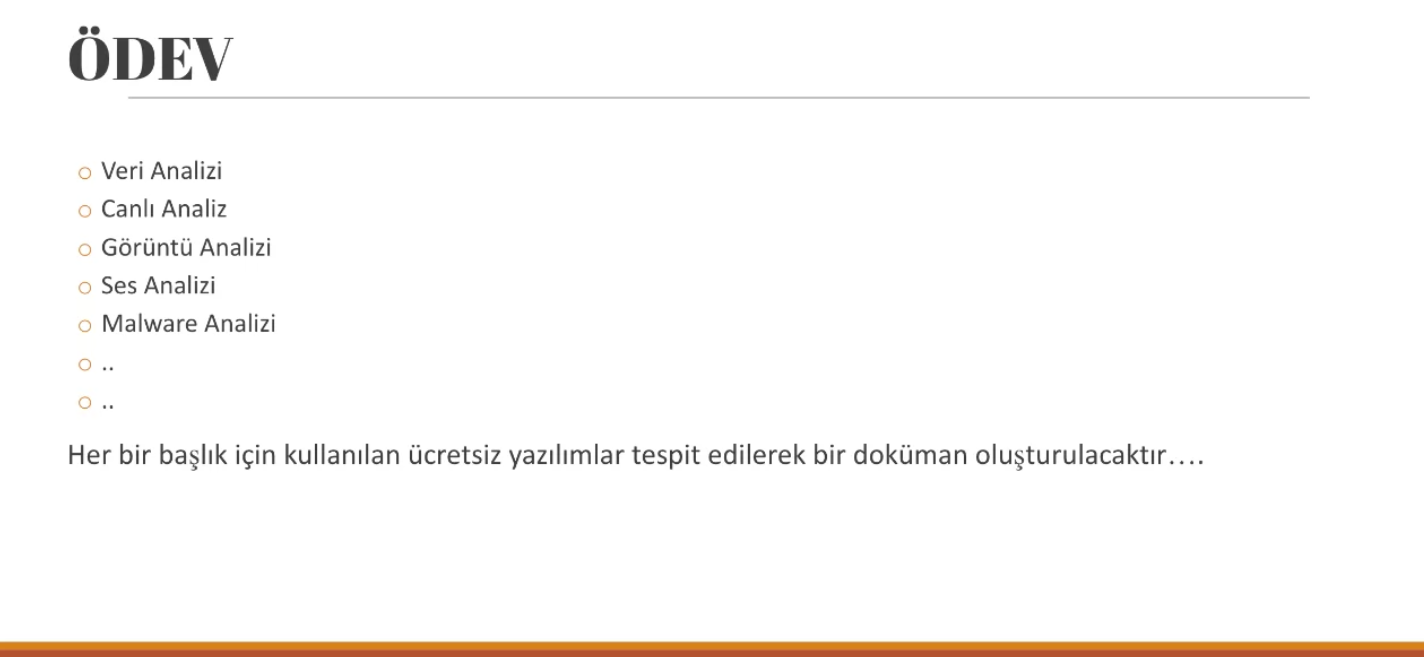 ÖDEV
Veri Analizi
Canlı Analiz
Görüntü Analizi
Ses Analizi
Malware Analizi
..
..
Her bir başlık için kullanılan ücretsiz yazılımlar tespit edilerek bir doküman oluşturulacaktır….